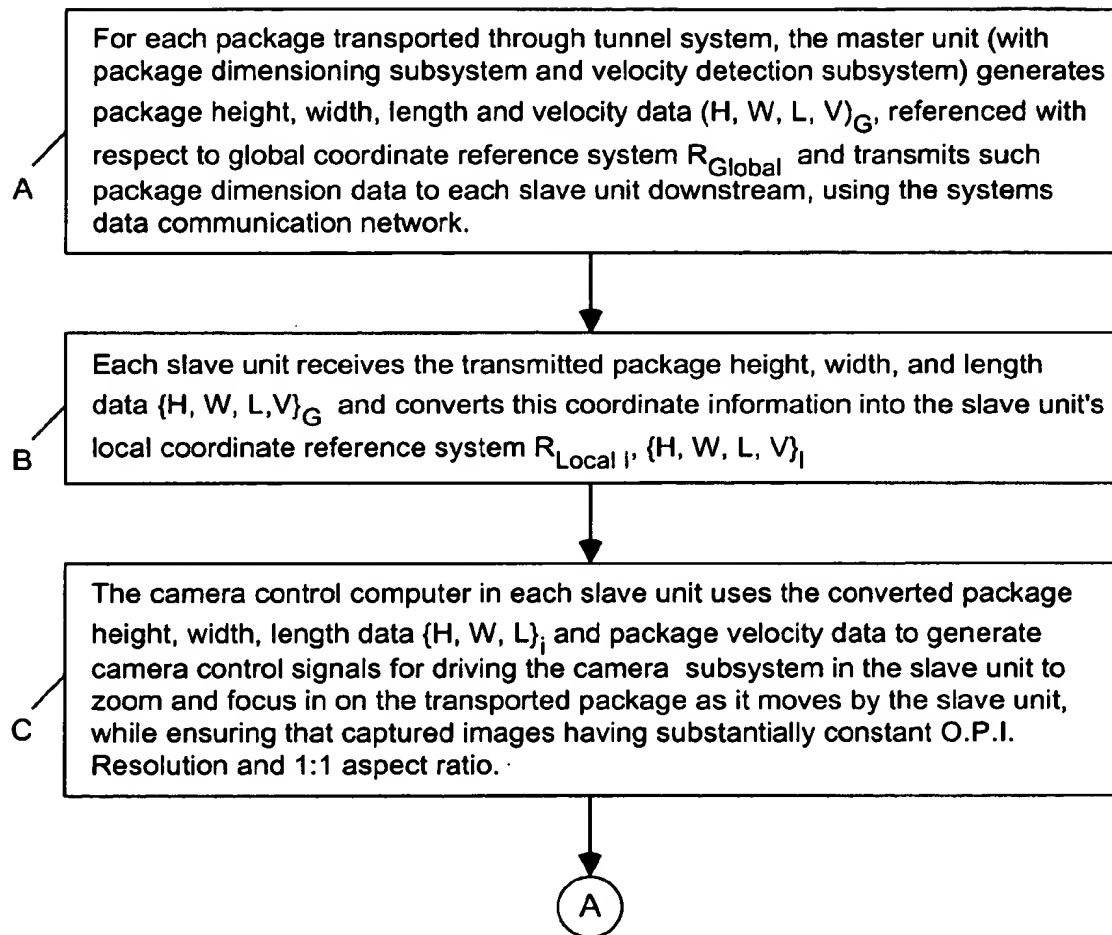 For each package transported through tunnel system, the master unit (with
package dimensioning subsystem and velocity detection subsystem) generates
package height, width, length and velocity data (H, W, L, V)G, referenced with
respect to global coordinate reference system RGlobal and transmits such
package dimension data to each slave unit downstream, using the systems
data communication network.
A
Each slave unit receives the transmitted package height, width, and length
data {H, W, L,V}G and converts this coordinate information into the slave unit's
local coordinate reference system RLocal i, {H, W, L, V}i
B
The camera control computer in each slave unit uses the converted package
height, width, length data {H, W, L}i and package velocity data to generate
camera control signals for driving the camera subsystem in the slave unit to
zoom and focus in on the transported package as it moves by the slave unit,
while ensuring that captured images having substantially constant O.P.I.
Resolution and 1:1 aspect ratio.
C
A